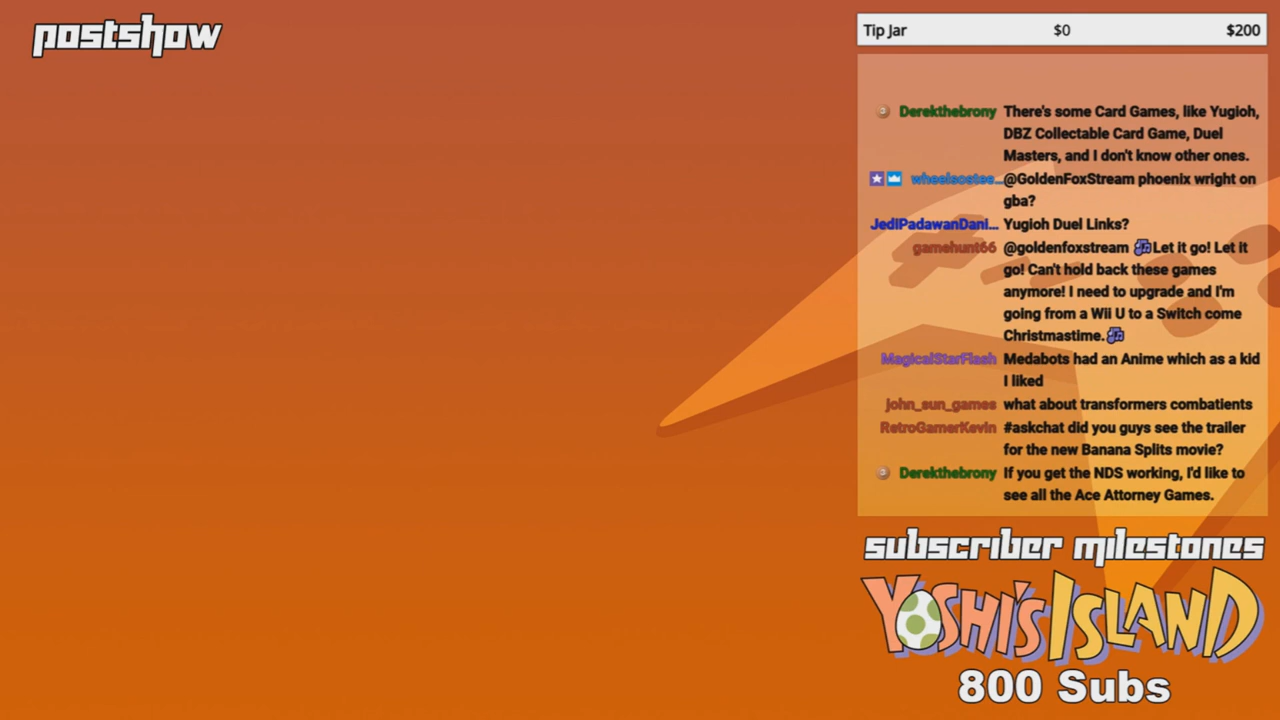 postshow
Tip Jar $0 $200
Derekthebrony There's some Card Games, like Yugioh,
DBZ Collectable Card Game, Duel
Masters, and I don't know other ones.
wheelsostee... @GoldenFoxStream phoenix wright on
gba?
JediPadawanDani... Yugioh Duel Links?
gamehunt66 @goldenfoxstream 🎶Let it go! Let it
go! Can't hold back these games
anymore! I need to upgrade and I'm
going from a Wii U to a Switch come
Christmastime.🎶
MagicalStarFlash Medabots had an Anime which as a kid
I liked
john_sun_games what about transformers combatients
RetroGamerKevin #askchat did you guys see the trailer
for the new Banana Splits movie?
Derekthebrony If you get the NDS working, I'd like to
see all the Ace Attorney Games.
subscriber milestones
YOSHI'S ISLAND
800 Subs